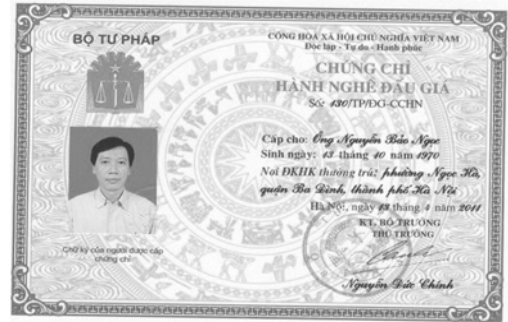 BỘ TƯ PHÁP
CỘNG HÒA XÃ HỘI CHỦ NGHĨA VIỆT NAM
Độc lập - Tự do - Hạnh phúc
CHỨNG CHỈ
HÀNH NGHỀ ĐẤU GIÁ
Số: 430/TP/ĐG-CCHN
Cấp cho: Ông Nguyễn Bảo Ngọc
Sinh ngày: 13 tháng 10 năm 1970
Nơi ĐKHK thường trú: phường Ngọc Hà,
quận Ba Đình, thành phố Hà Nội
Hà Nội, ngày 13 tháng 4 năm 2011
KT. BỘ TRƯỞNG
THỨ TRƯỞNG
Nguyễn Đức Chính
Chữ ký của người được cấp
chứng chỉ